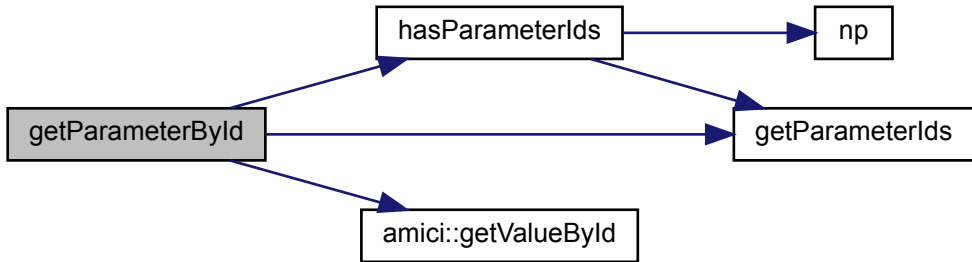 hasParameterIds
np
getParameterById
getParameterIds
amici::getValueById